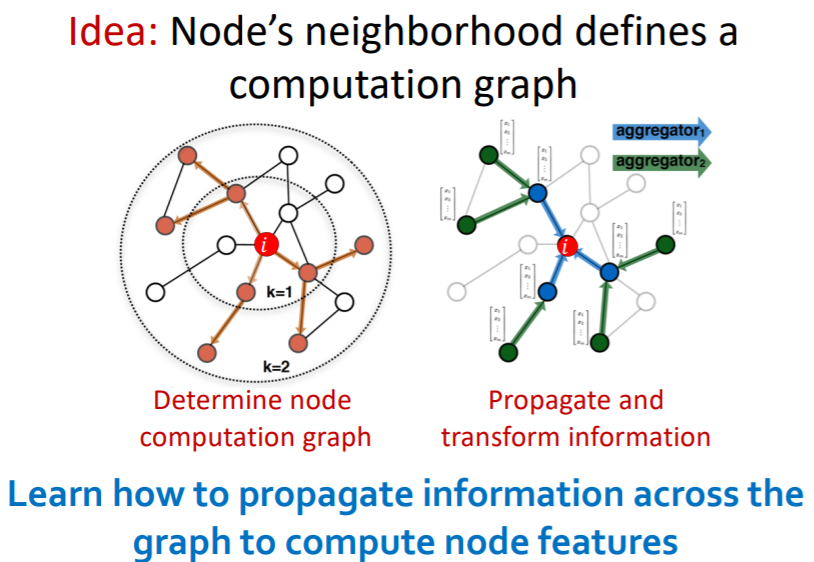 Idea: Node's neighborhood defines a
computation graph
i
k=1
k=2
Determine node
computation graph
aggregator₁
aggregator₂
i
Propagate and
transform information
Learn how to propagate information across the
graph to compute node features